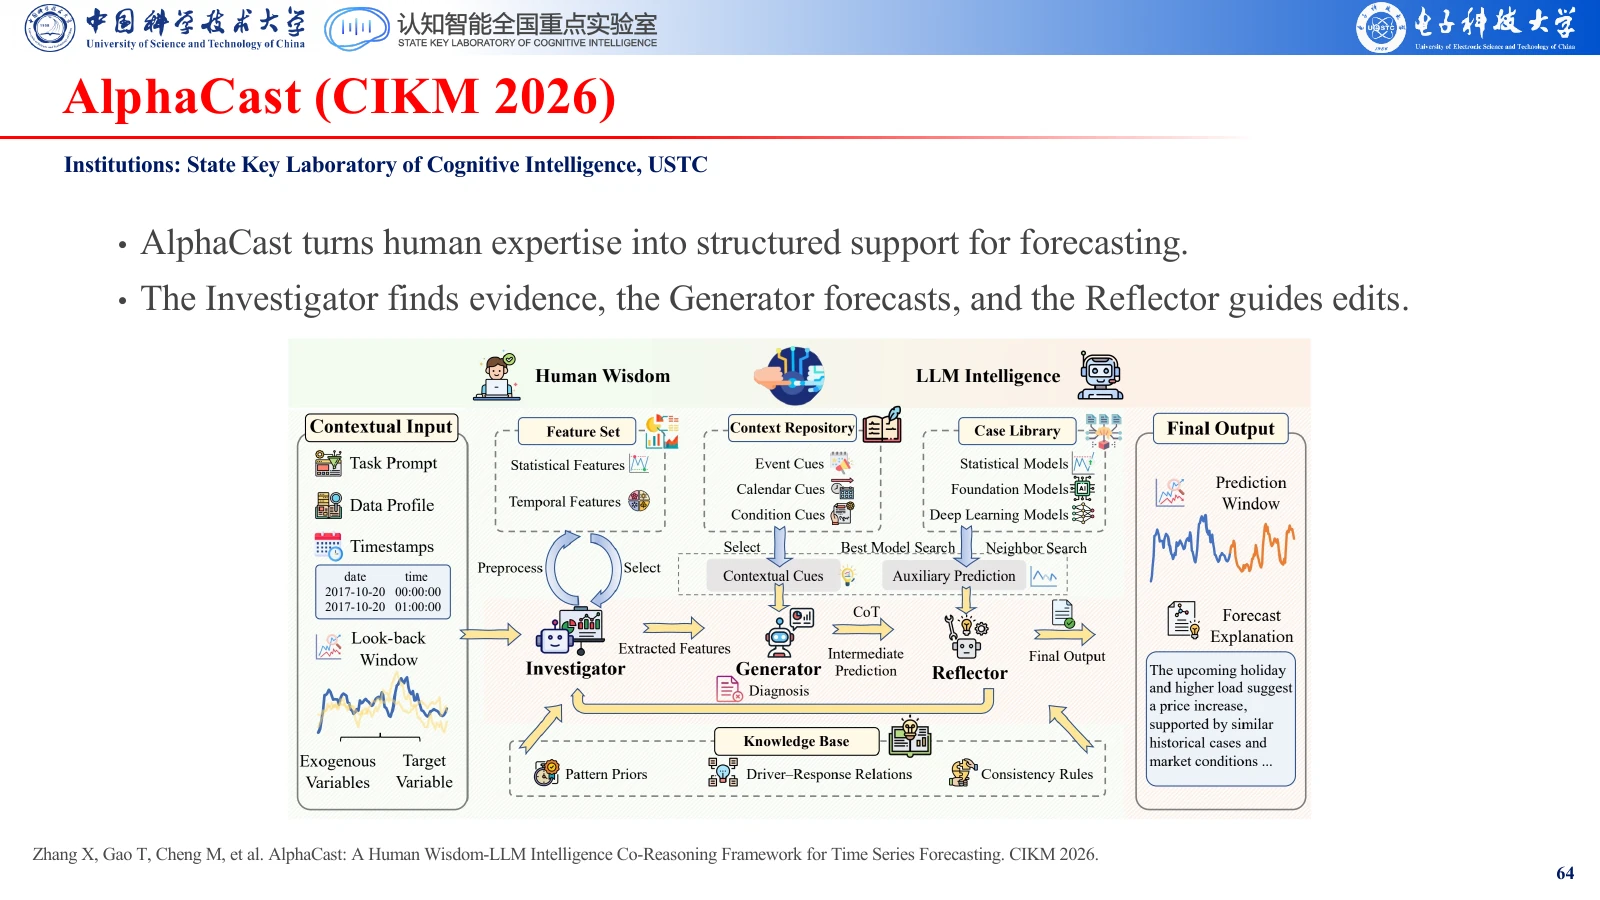 中国科学技术大学
University of Science and Technology of China
认知智能全国重点实验室
STATE KEY LABORATORY OF COGNITIVE INTELLIGENCE
电子科技大学
University of Electronic Science and Technology of China
AlphaCast (CIKM 2026)
Institutions: State Key Laboratory of Cognitive Intelligence, USTC
• AlphaCast turns human expertise into structured support for forecasting.
• The Investigator finds evidence, the Generator forecasts, and the Reflector guides edits.
Human Wisdom
LLM Intelligence
Contextual Input
Task Prompt
Data Profile
Timestamps
date time
2017-10-20 00:00:00
2017-10-20 01:00:00
Look-back
Window
Exogenous
Variables
Target
Variable
Feature Set
Statistical Features
Temporal Features
Preprocess
Select
Context Repository
Event Cues
Calendar Cues
Condition Cues
Select
Contextual Cues
Case Library
Statistical Models
Foundation Models
Deep Learning Models
Best Model Search
Neighbor Search
Auxiliary Prediction
Investigator
Extracted Features
Generator
CoT
Intermediate
Prediction
Reflector
Final Output
Diagnosis
Knowledge Base
Pattern Priors
Driver–Response Relations
Consistency Rules
Final Output
Prediction
Window
Forecast
Explanation
The upcoming holiday
and higher load suggest
a price increase,
supported by similar
historical cases and
market conditions ...
Zhang X, Gao T, Cheng M, et al. AlphaCast: A Human Wisdom-LLM Intelligence Co-Reasoning Framework for Time Series Forecasting. CIKM 2026.
64